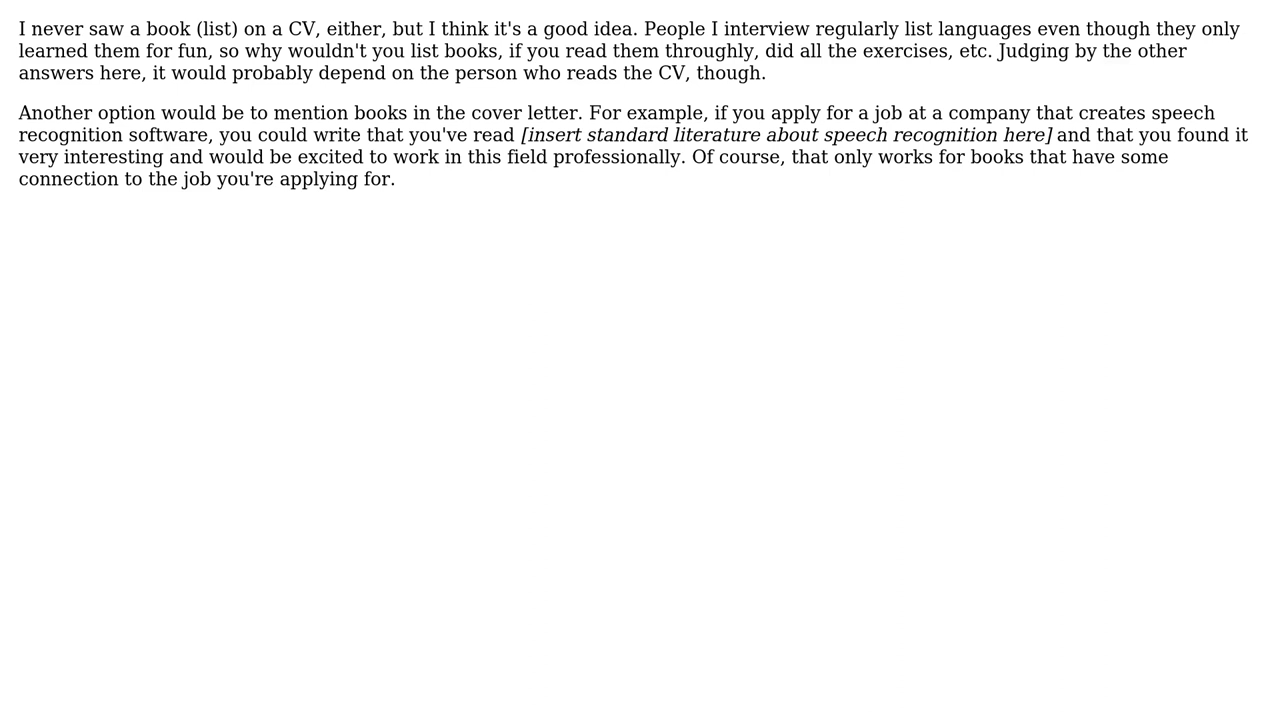 I never saw a book (list) on a CV, either, but I think it's a good idea. People I interview regularly list languages even though they only
learned them for fun, so why wouldn't you list books, if you read them throughly, did all the exercises, etc. Judging by the other
answers here, it would probably depend on the person who reads the CV, though.
Another option would be to mention books in the cover letter. For example, if you apply for a job at a company that creates speech
recognition software, you could write that you've read [insert standard literature about speech recognition here] and that you found it
very interesting and would be excited to work in this field professionally. Of course, that only works for books that have some
connection to the job you're applying for.